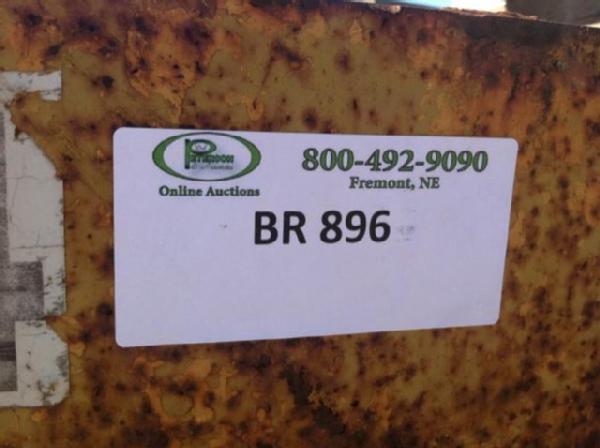 Online Auctions
800-492-9090
Fremont, NE
BR 896